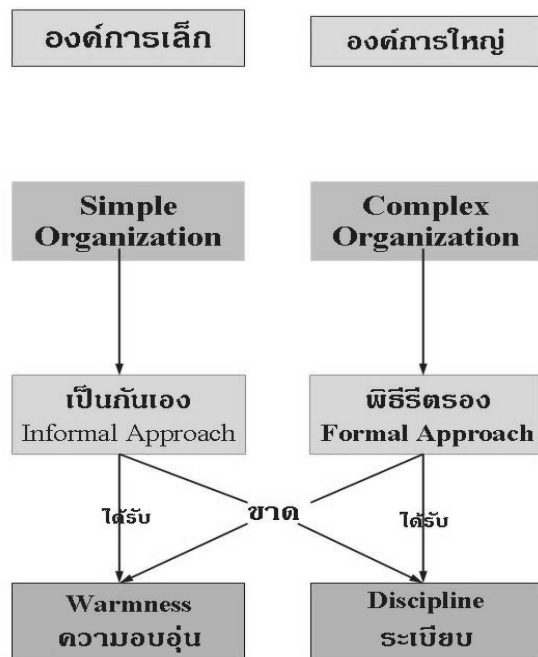 องค์การเล็ก
องค์การใหญ่
Simple
Organization
Complex
Organization
เป็นกันเอง
Informal Approach
พิธีรีตรอง
Formal Approach
ได้รับ
ขาด
ได้รับ
Warmness
ความอบอุ่น
Discipline
ระเบียบ